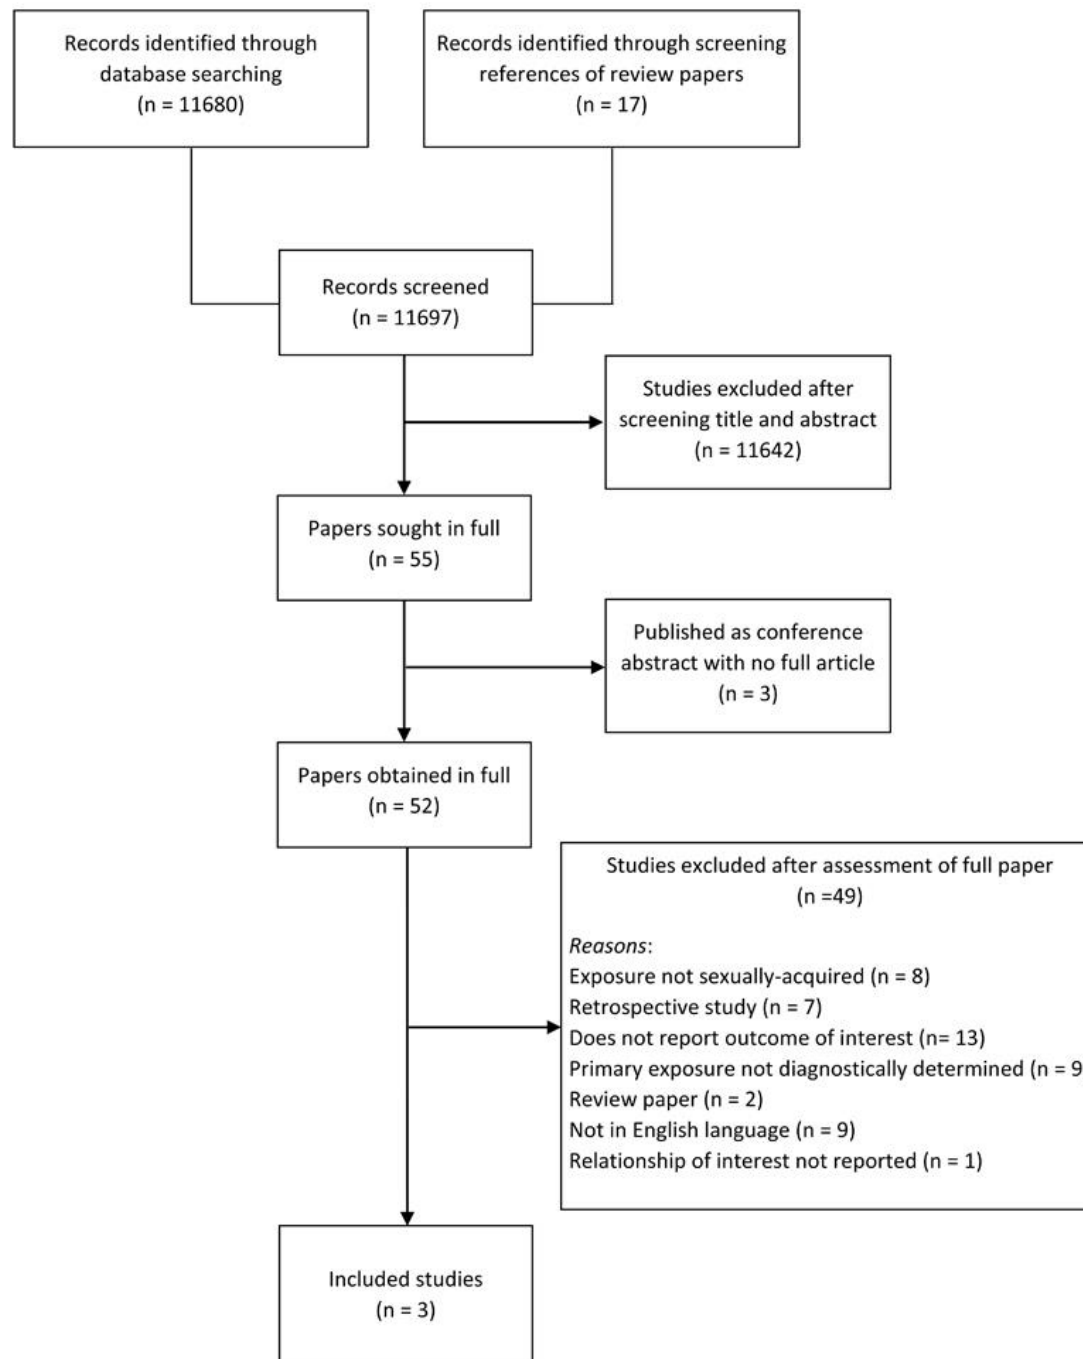 Records identified through
database searching
(n = 11680)
Records identified through screening
references of review papers
(n = 17)
Records screened
(n = 11697)
Studies excluded after
screening title and abstract
(n = 11642)
Papers sought in full
(n = 55)
Published as conference
abstract with no full article
(n = 3)
Papers obtained in full
(n = 52)
Studies excluded after assessment of full paper
(n =49)
Reasons:
Exposure not sexually-acquired (n = 8)
Retrospective study (n = 7)
Does not report outcome of interest (n= 13)
Primary exposure not diagnostically determined (n = 9
Review paper (n = 2)
Not in English language (n = 9)
Relationship of interest not reported (n = 1)
Included studies
(n = 3)